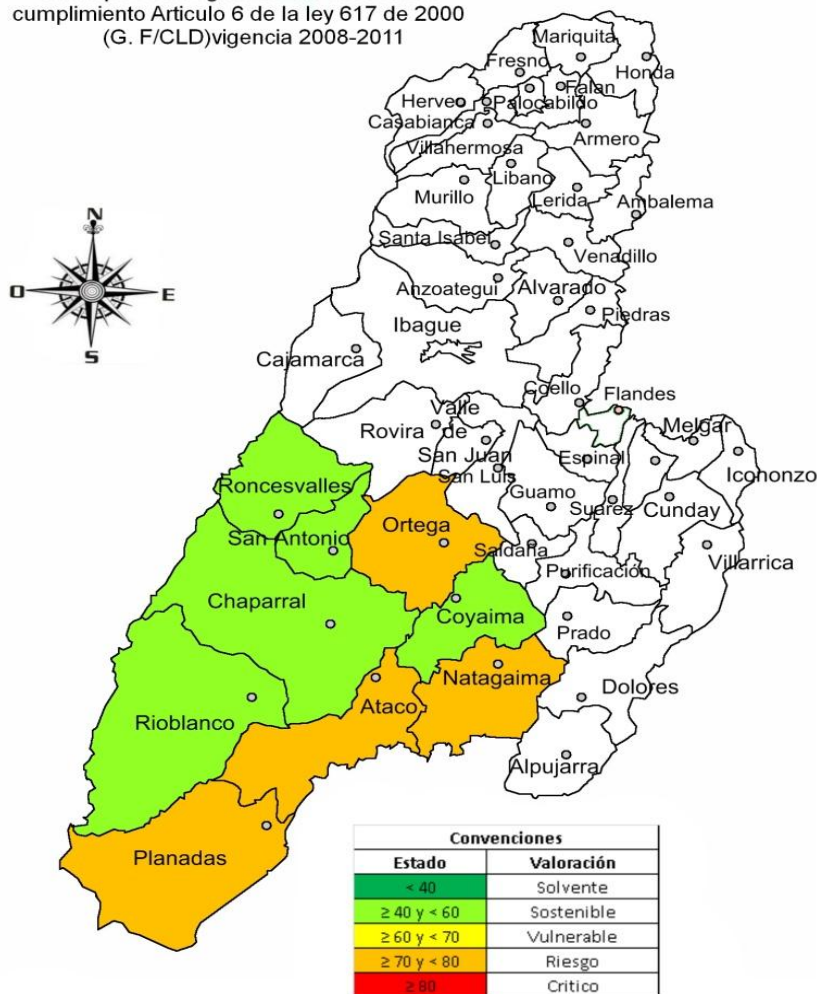 cumplimiento Articulo 6 de la ley 617 de 2000
(G. F/CLD)vigencia 2008-2011
Mariquita
Fresno
Honda
Falan
Herveo
Palocabildo
Casabianca
Armero
Villahermosa
Libano
Murillo
Lerida
Ambalema
N
Santa Isabel
Venadillo
O
E
Anzoategui
Alvarado
Piedras
Ibague
S
Cajamarca
Coello
Flandes
Valle
Rovira
de
Melgar
San Juan
Espinal
San Luis
Icononzo
Roncesvalles
Guamo
Suarez
Cunday
Ortega
San Antonio
Saldaña
Villarrica
Purificación
Chaparral
Coyaima
Prado
Natagaima
Dolores
Ataco
Rioblanco
Alpujarra
Planadas
Convenciones
Estado Valoración
< 40 Solvente
≥ 40 y < 60 Sostenible
≥ 60 y < 70 Vulnerable
≥ 70 y < 80 Riesgo
≥ 80 Critico